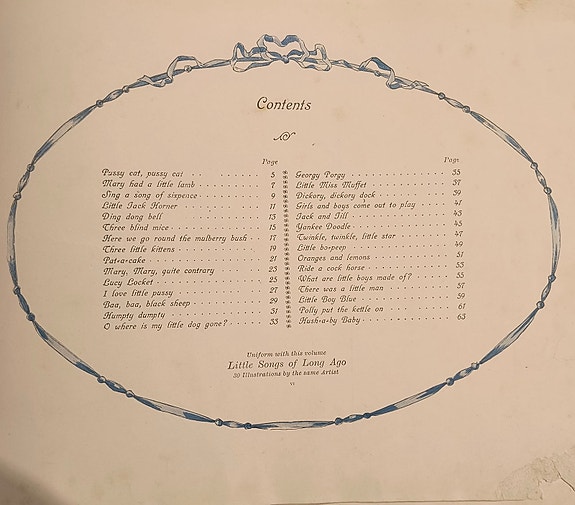 Contents
Page
Pussy cat, pussy cat 5
Mary had a little lamb 7
Sing a song of sixpence 9
Little Jack Horner 11
Ding dong bell 13
Three blind mice 15
Here we go round the mulberry bush 17
Three little kittens 19
Pat-a-cake 21
Mary, Mary, quite contrary 23
Lucy Locket 25
I love little pussy 27
Baa, baa, black sheep 29
Humpty dumpty 31
O where is my little dog gone? 33
Page
Georgy Porgy 35
Little Miss Muffet 37
Dickory, dickory dock 39
Girls and boys come out to play 41
Jack and Jill 43
Yankee Doodle 45
Twinkle, twinkle, little star 47
Little bo-peep 49
Oranges and lemons 51
Ride a cock horse 53
What are little boys made of? 55
There was a little man 57
Little Boy Blue 59
Polly put the kettle on 61
Hush-a-by Baby 63
Uniform with this volume
Little Songs of Long Ago
30 Illustrations by the same Artist
vi